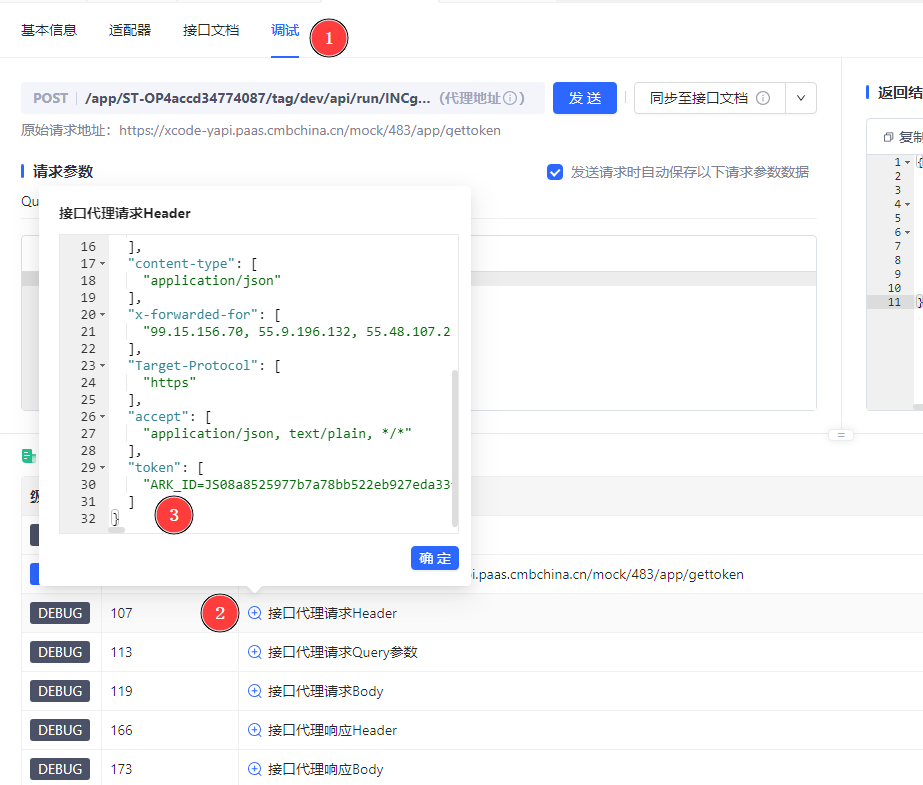 基本信息 适配器 接口文档 调试 1
POST /app/ST-OP4accd34774087/tag/dev/api/run/INCg... (代理地址) 发 送 同步至接口文档
返回结
原始请求地址：https://xcode-yapi.paas.cmbchina.cn/mock/483/app/gettoken
请求参数 发送请求时自动保存以下请求参数数据
复制
Qu
接口代理请求Header
16 ],
17 "content-type": [
18 "application/json"
19 ],
20 "x-forwarded-for": [
21 "99.15.156.70, 55.9.196.132, 55.48.107.2
22 ],
23 "Target-Protocol": [
24 "https"
25 ],
26 "accept": [
27 "application/json, text/plain, */*"
28 ],
29 "token": [
30 "ARK_ID=JS08a8525977b7a78bb522eb927eda33
31 ]
32 }
3
确 定
1 {
2
3
4
5
6
7
8
9
10
11 }
级
i.paas.cmbchina.cn/mock/483/app/gettoken
DEBUG 107 2 接口代理请求Header
DEBUG 113 接口代理请求Query参数
DEBUG 119 接口代理请求Body
DEBUG 166 接口代理响应Header
DEBUG 173 接口代理响应Body